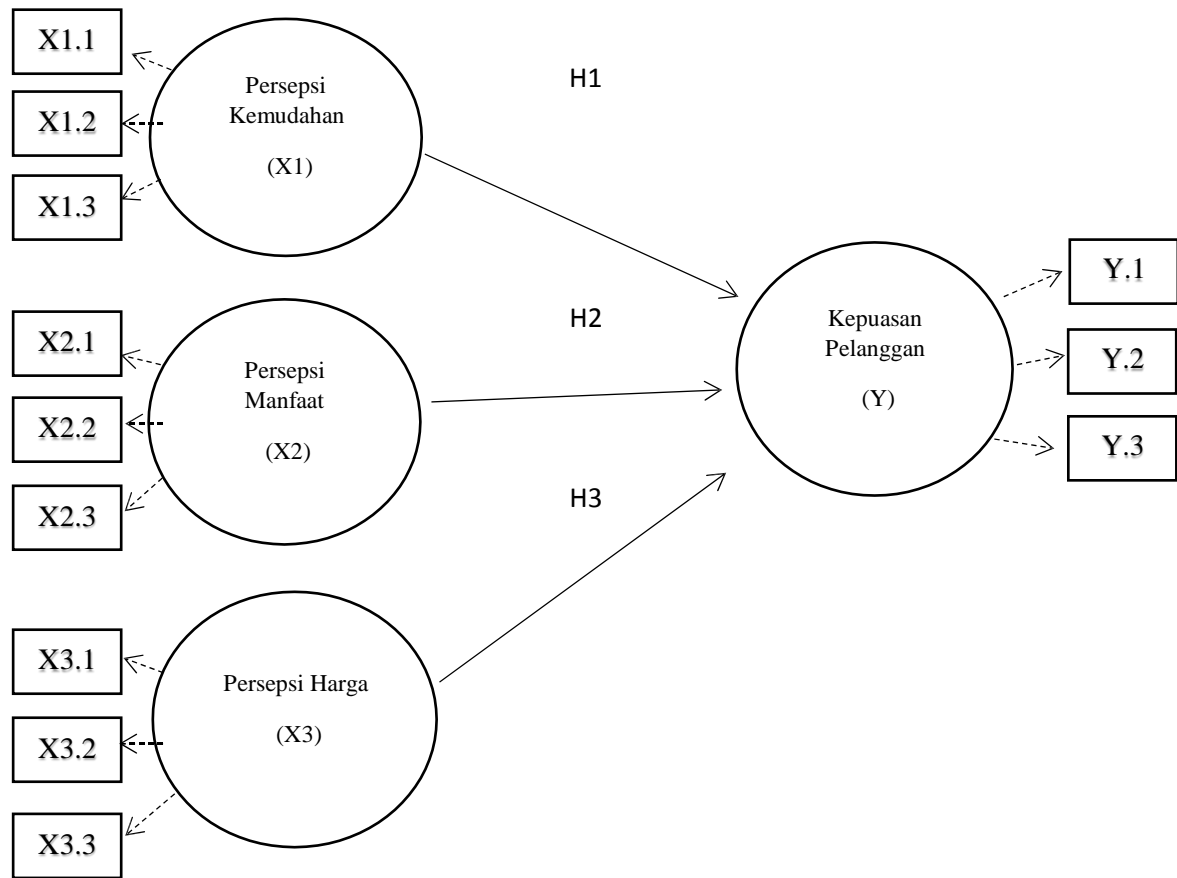 X1.1
X1.2
X1.3
Persepsi
Kemudahan
(X1)
H1
X2.1
X2.2
X2.3
Persepsi
Manfaat
(X2)
H2
X3.1
X3.2
X3.3
Persepsi Harga
(X3)
H3
Kepuasan
Pelanggan
(Y)
Y.1
Y.2
Y.3